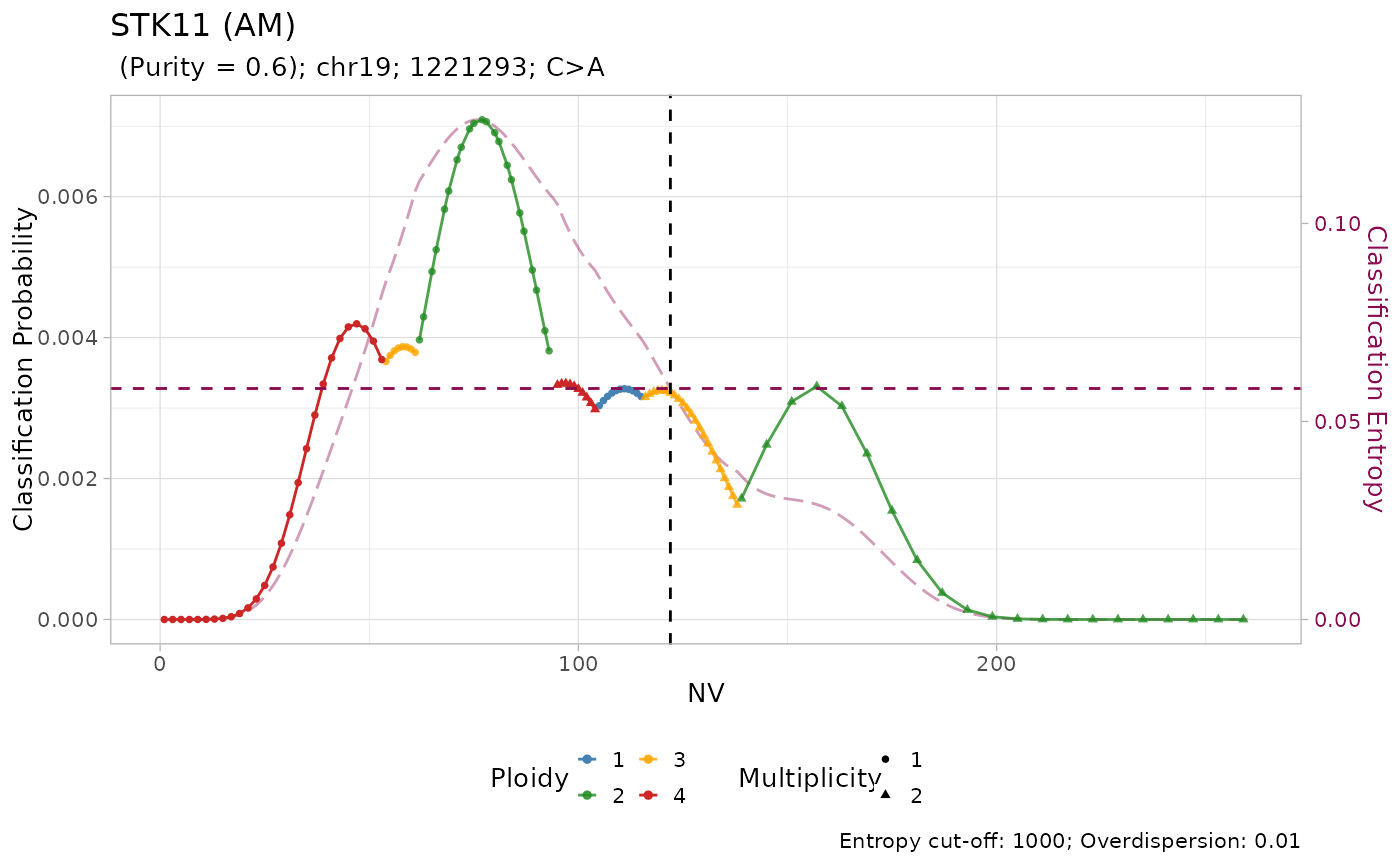 STK11 (AM)
(Purity = 0.6); chr19; 1221293; C>A
Classification Probability
0.006
0.004
0.002
0.000
0.10
0.05
0.00
Classification Entropy
0 100 200
NV
Ploidy 1 3 Multiplicity 1
2 4 2
Entropy cut-off: 1000; Overdispersion: 0.01